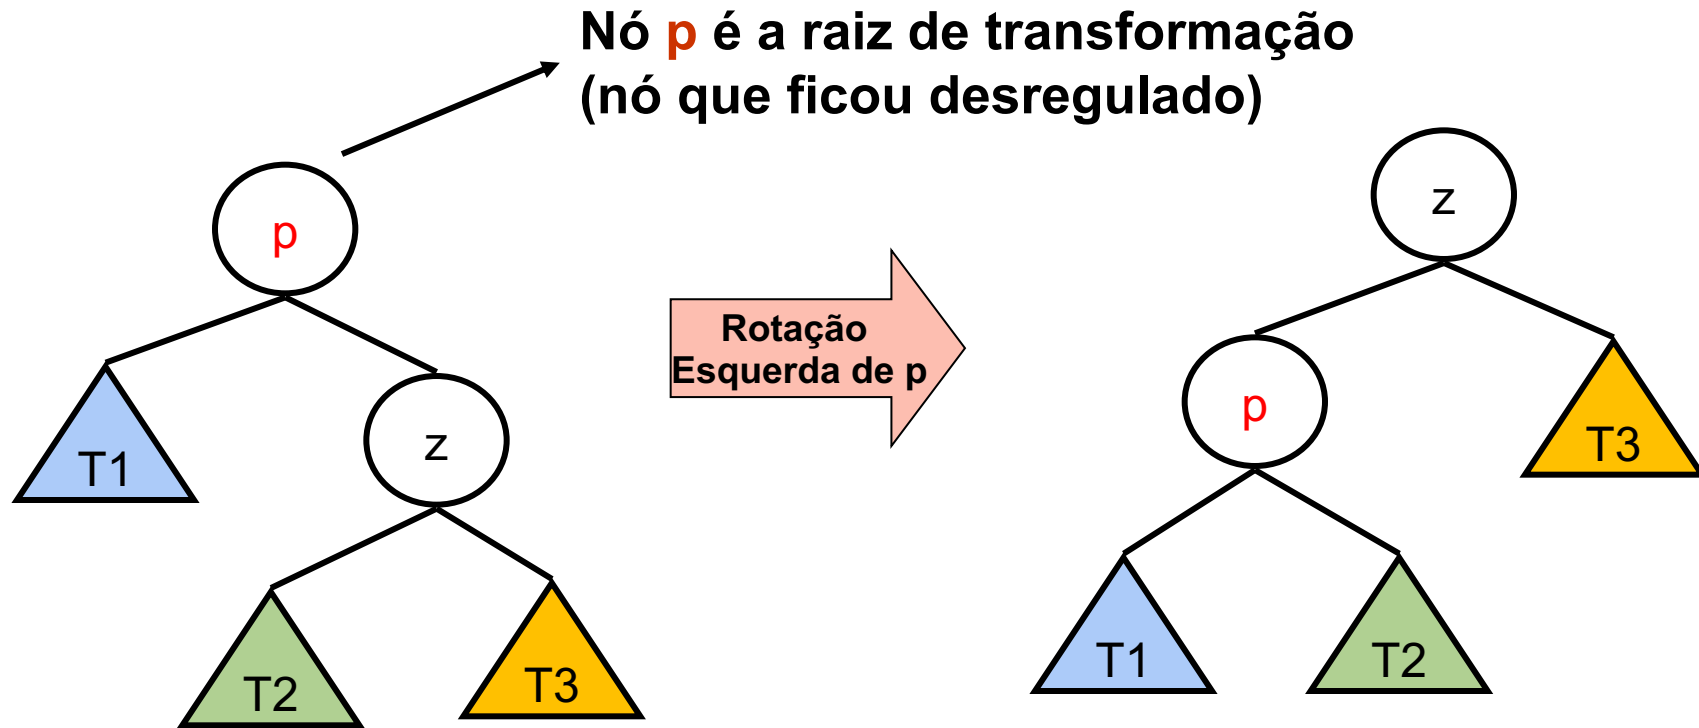 Nó p é a raiz de transformação
(nó que ficou desregulado)
p
z
T1
T2
T3
Rotação
Esquerda de p
z
p
T3
T1
T2